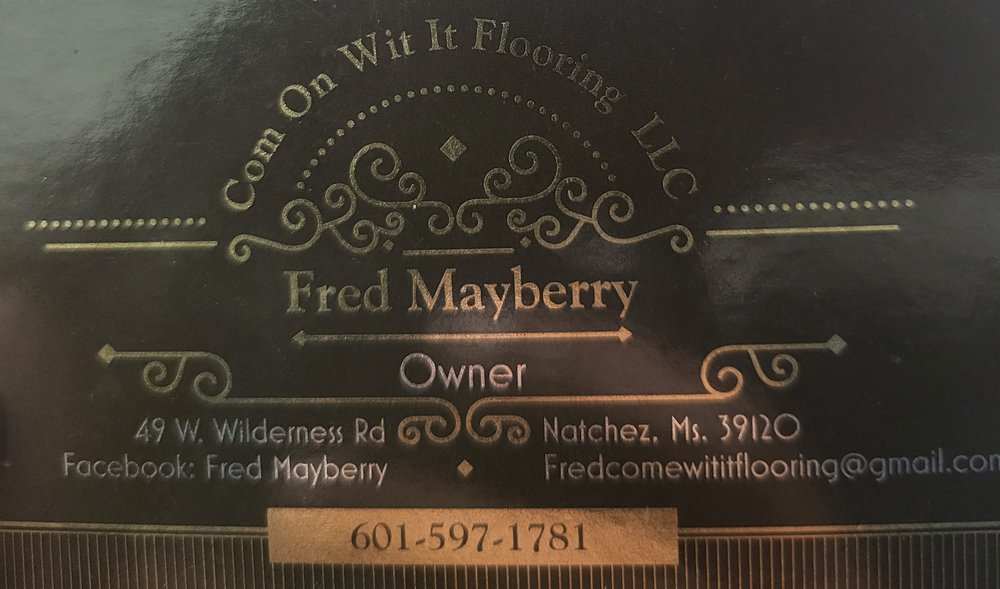 Com On Wit It Flooring LLC
Fred Mayberry
Owner
49 W. Wilderness Rd Natchez, Ms. 39120
Facebook: Fred Mayberry Fredcomewititflooring@gmail.com
601-597-1781